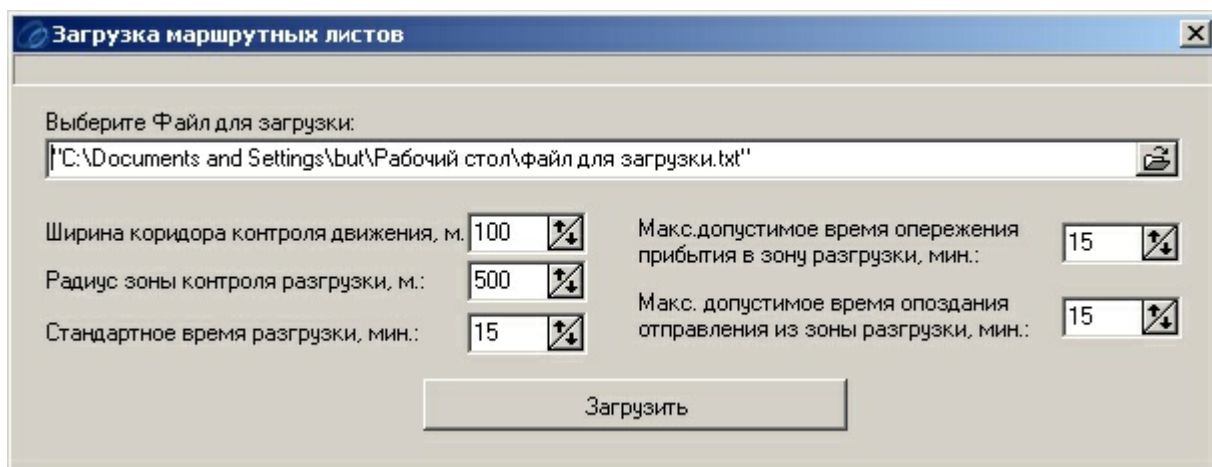 Загрузка маршрутных листов
Выберите Файл для загрузки:
"C:\Documents and Settings\but\Рабочий стол\файл для загрузки.txt"
Ширина коридора контроля движения, м. 100
Радиус зоны контроля разгрузки, м.: 500
Стандартное время разгрузки, мин.: 15
Макс.допустимое время опережения
прибытия в зону разгрузки, мин.: 15
Макс. допустимое время опоздания
отправления из зоны разгрузки, мин.: 15
Загрузить